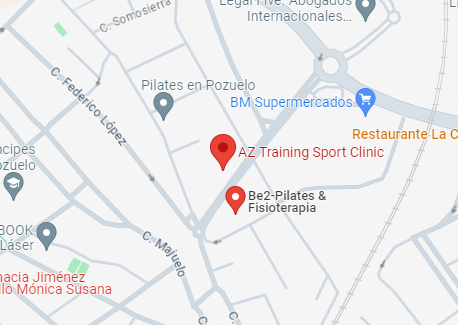 Legal Five. Abogados
Internacionales...
C. Somosierra
Pilates en Pozuelo
C. Federico López
BM Supermercados
Restaurante La C
AZ Training Sport Clinic
ncipes
ozuelo
Be2-Pilates &
Fisioterapia
BOOK
Láser
C. Majuelo
macia Jiménez
llo Mónica Susana
C.
C.